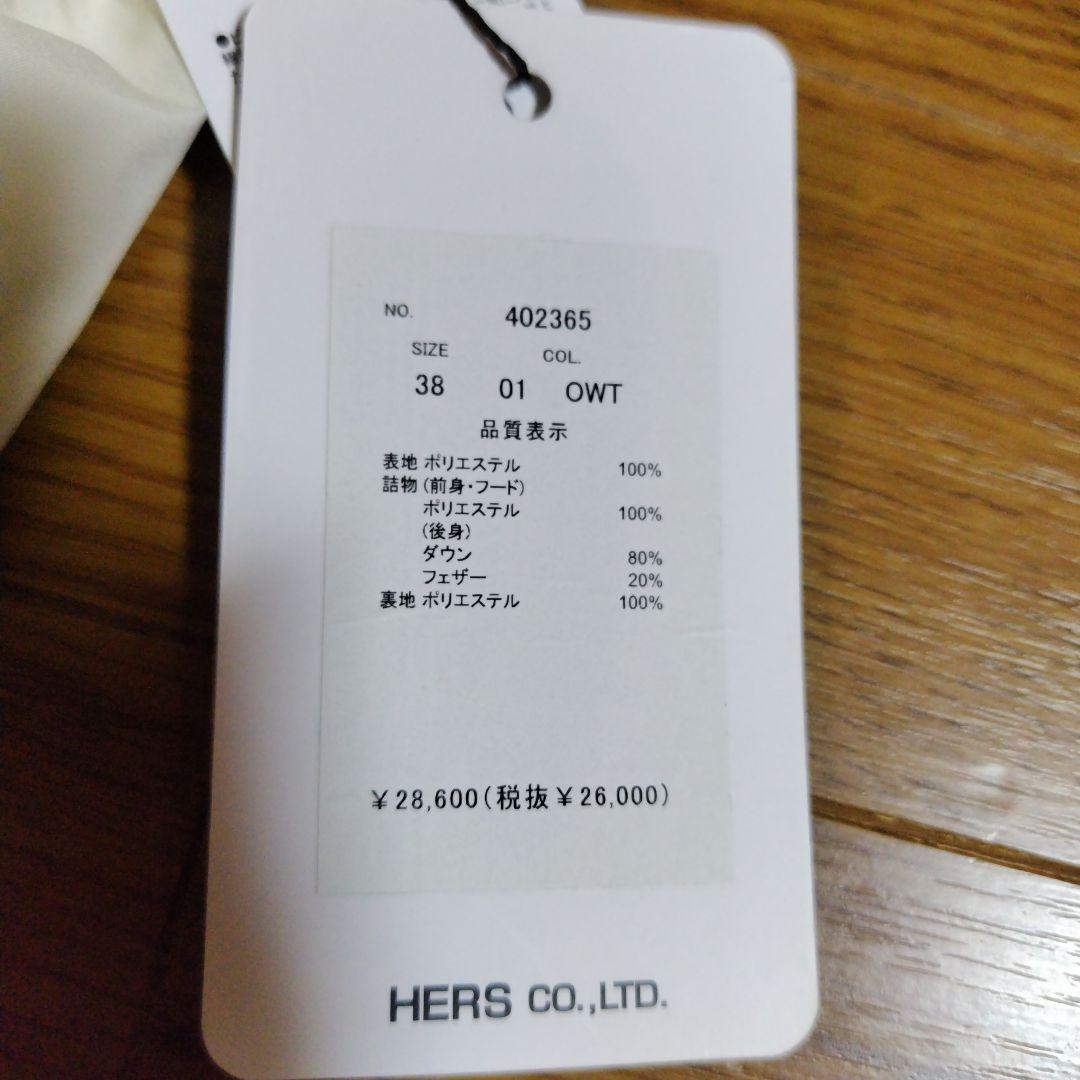 NO. 402365
SIZE COL.
38 01 OWT
品質表示
表地 ポリエステル 100%
詰物(前身・フード)
ポリエステル 100%
(後身)
ダウン 80%
フェザー 20%
裏地 ポリエステル 100%
¥28,600(税抜¥26,000)
HERS CO.,LTD.